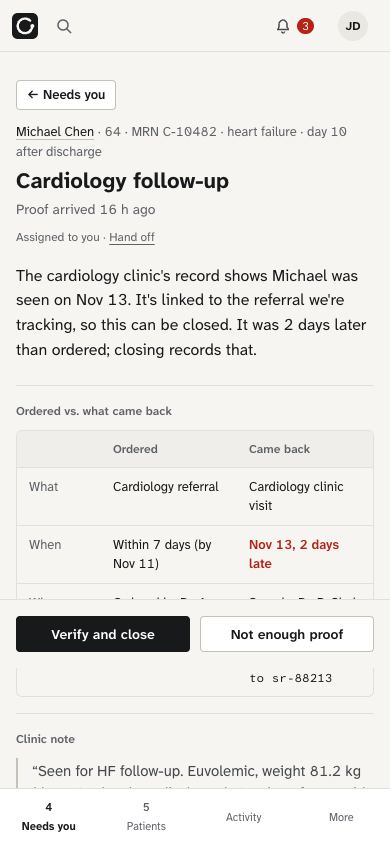 3
JD
← Needs you
Michael Chen · 64 · MRN C-10482 · heart failure · day 10
after discharge
Cardiology follow-up
Proof arrived 16 h ago
Assigned to you · Hand off
The cardiology clinic's record shows Michael was
seen on Nov 13. It's linked to the referral we're
tracking, so this can be closed. It was 2 days later
than ordered; closing records that.
Ordered vs. what came back
Ordered Came back
What Cardiology referral Cardiology clinic
visit
When Within 7 days (by Nov 13, 2 days
Nov 11) late
Verify and close Not enough proof
to sr-88213
Clinic note
“Seen for HF follow-up. Euvolemic, weight 81.2 kg
4 5
Needs you Patients Activity More